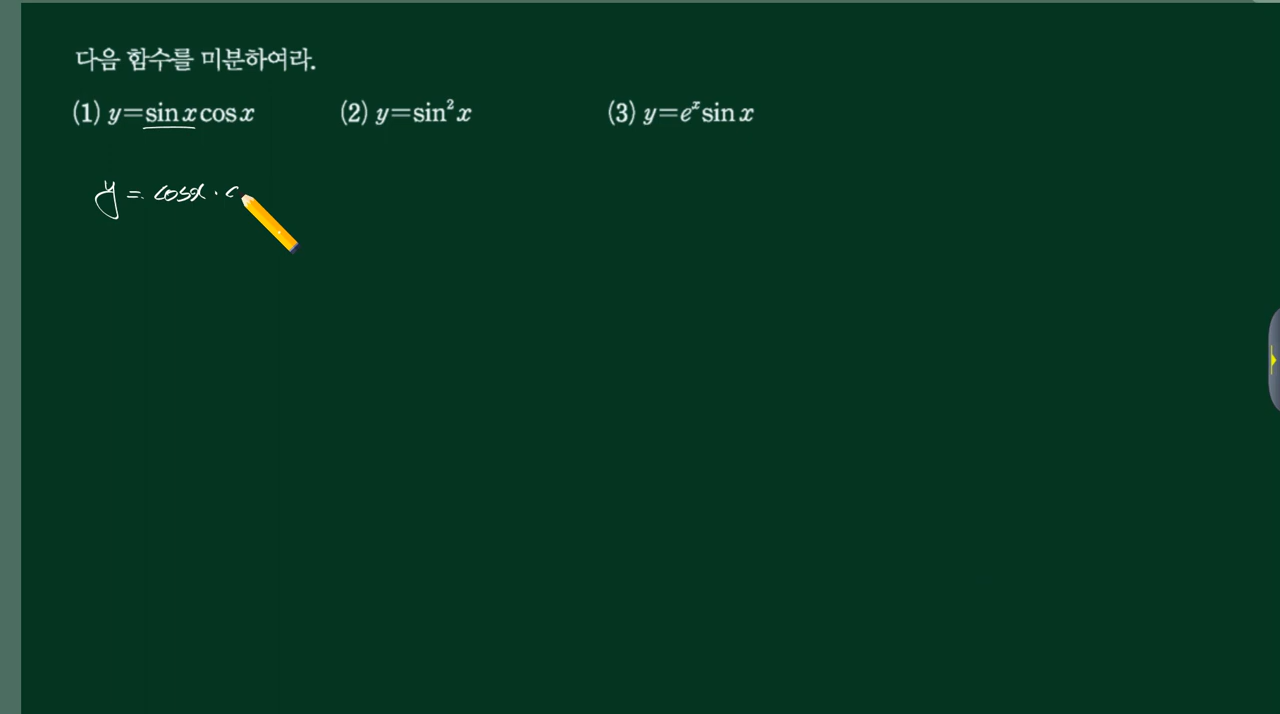 다음 함수를 미분하여라.
(1) y=sin x cos x (2) y=sin² x (3) y=eˣ sin x
y = cosx · c